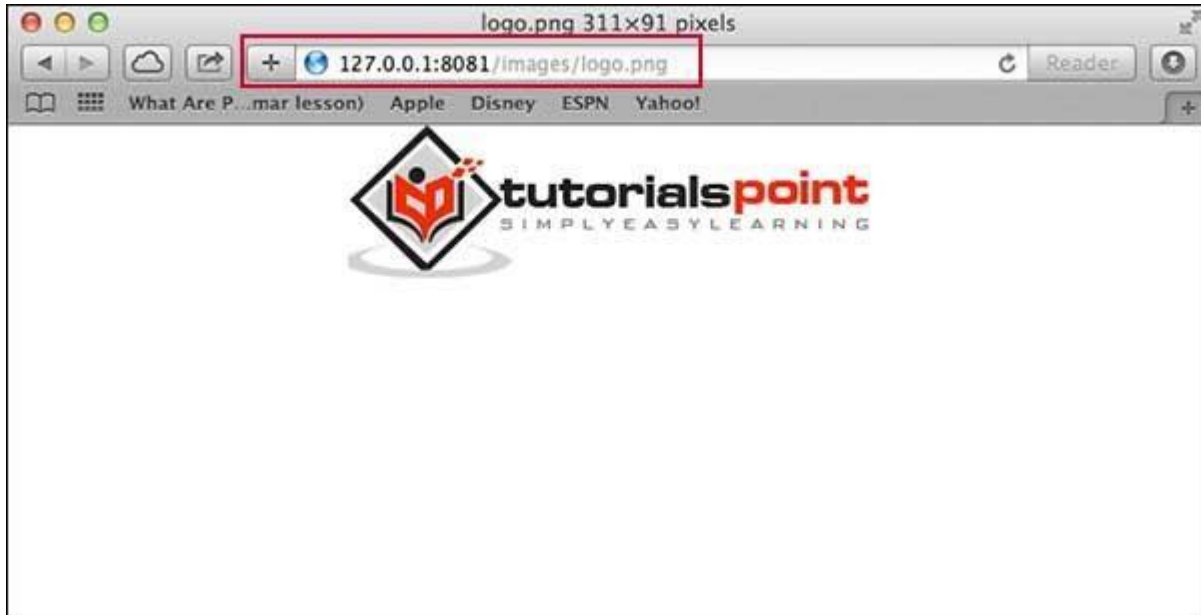 logo.png 311×91 pixels
127.0.0.1:8081/images/logo.png
Reader
What Are P...mar lesson) Apple Disney ESPN Yahoo!
tutorialspoint
SIMPLYEASYLEARNING